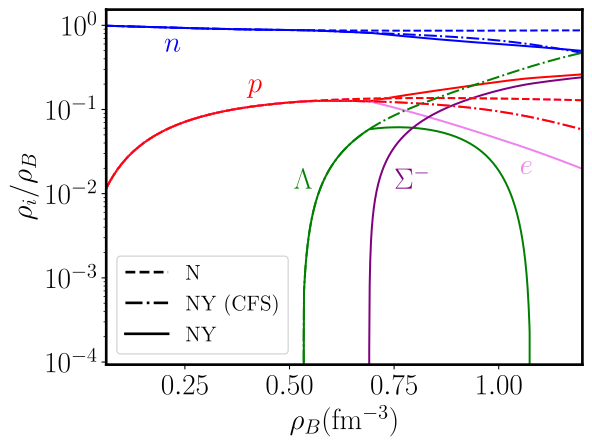 10^0
10^{-1}
10^{-2}
10^{-3}
10^{-4}
ρ_i/ρ_B
n
p
Λ
Σ^−
e
N
NY (CFS)
NY
0.25 0.50 0.75 1.00
ρ_B(fm^{−3})